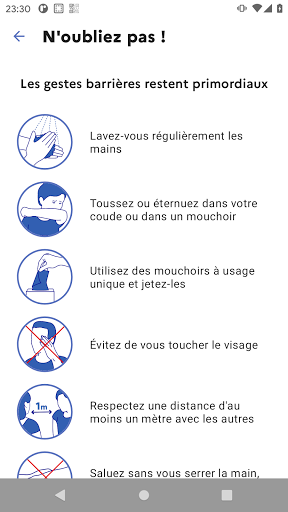 23:30
N'oubliez pas !
Les gestes barrières restent primordiaux
Lavez-vous régulièrement les
mains
Toussez ou éternuez dans votre
coude ou dans un mouchoir
Utilisez des mouchoirs à usage
unique et jetez-les
Évitez de vous toucher le visage
1m
Respectez une distance d'au
moins un mètre avec les autres
Saluez sans vous serrer la main,